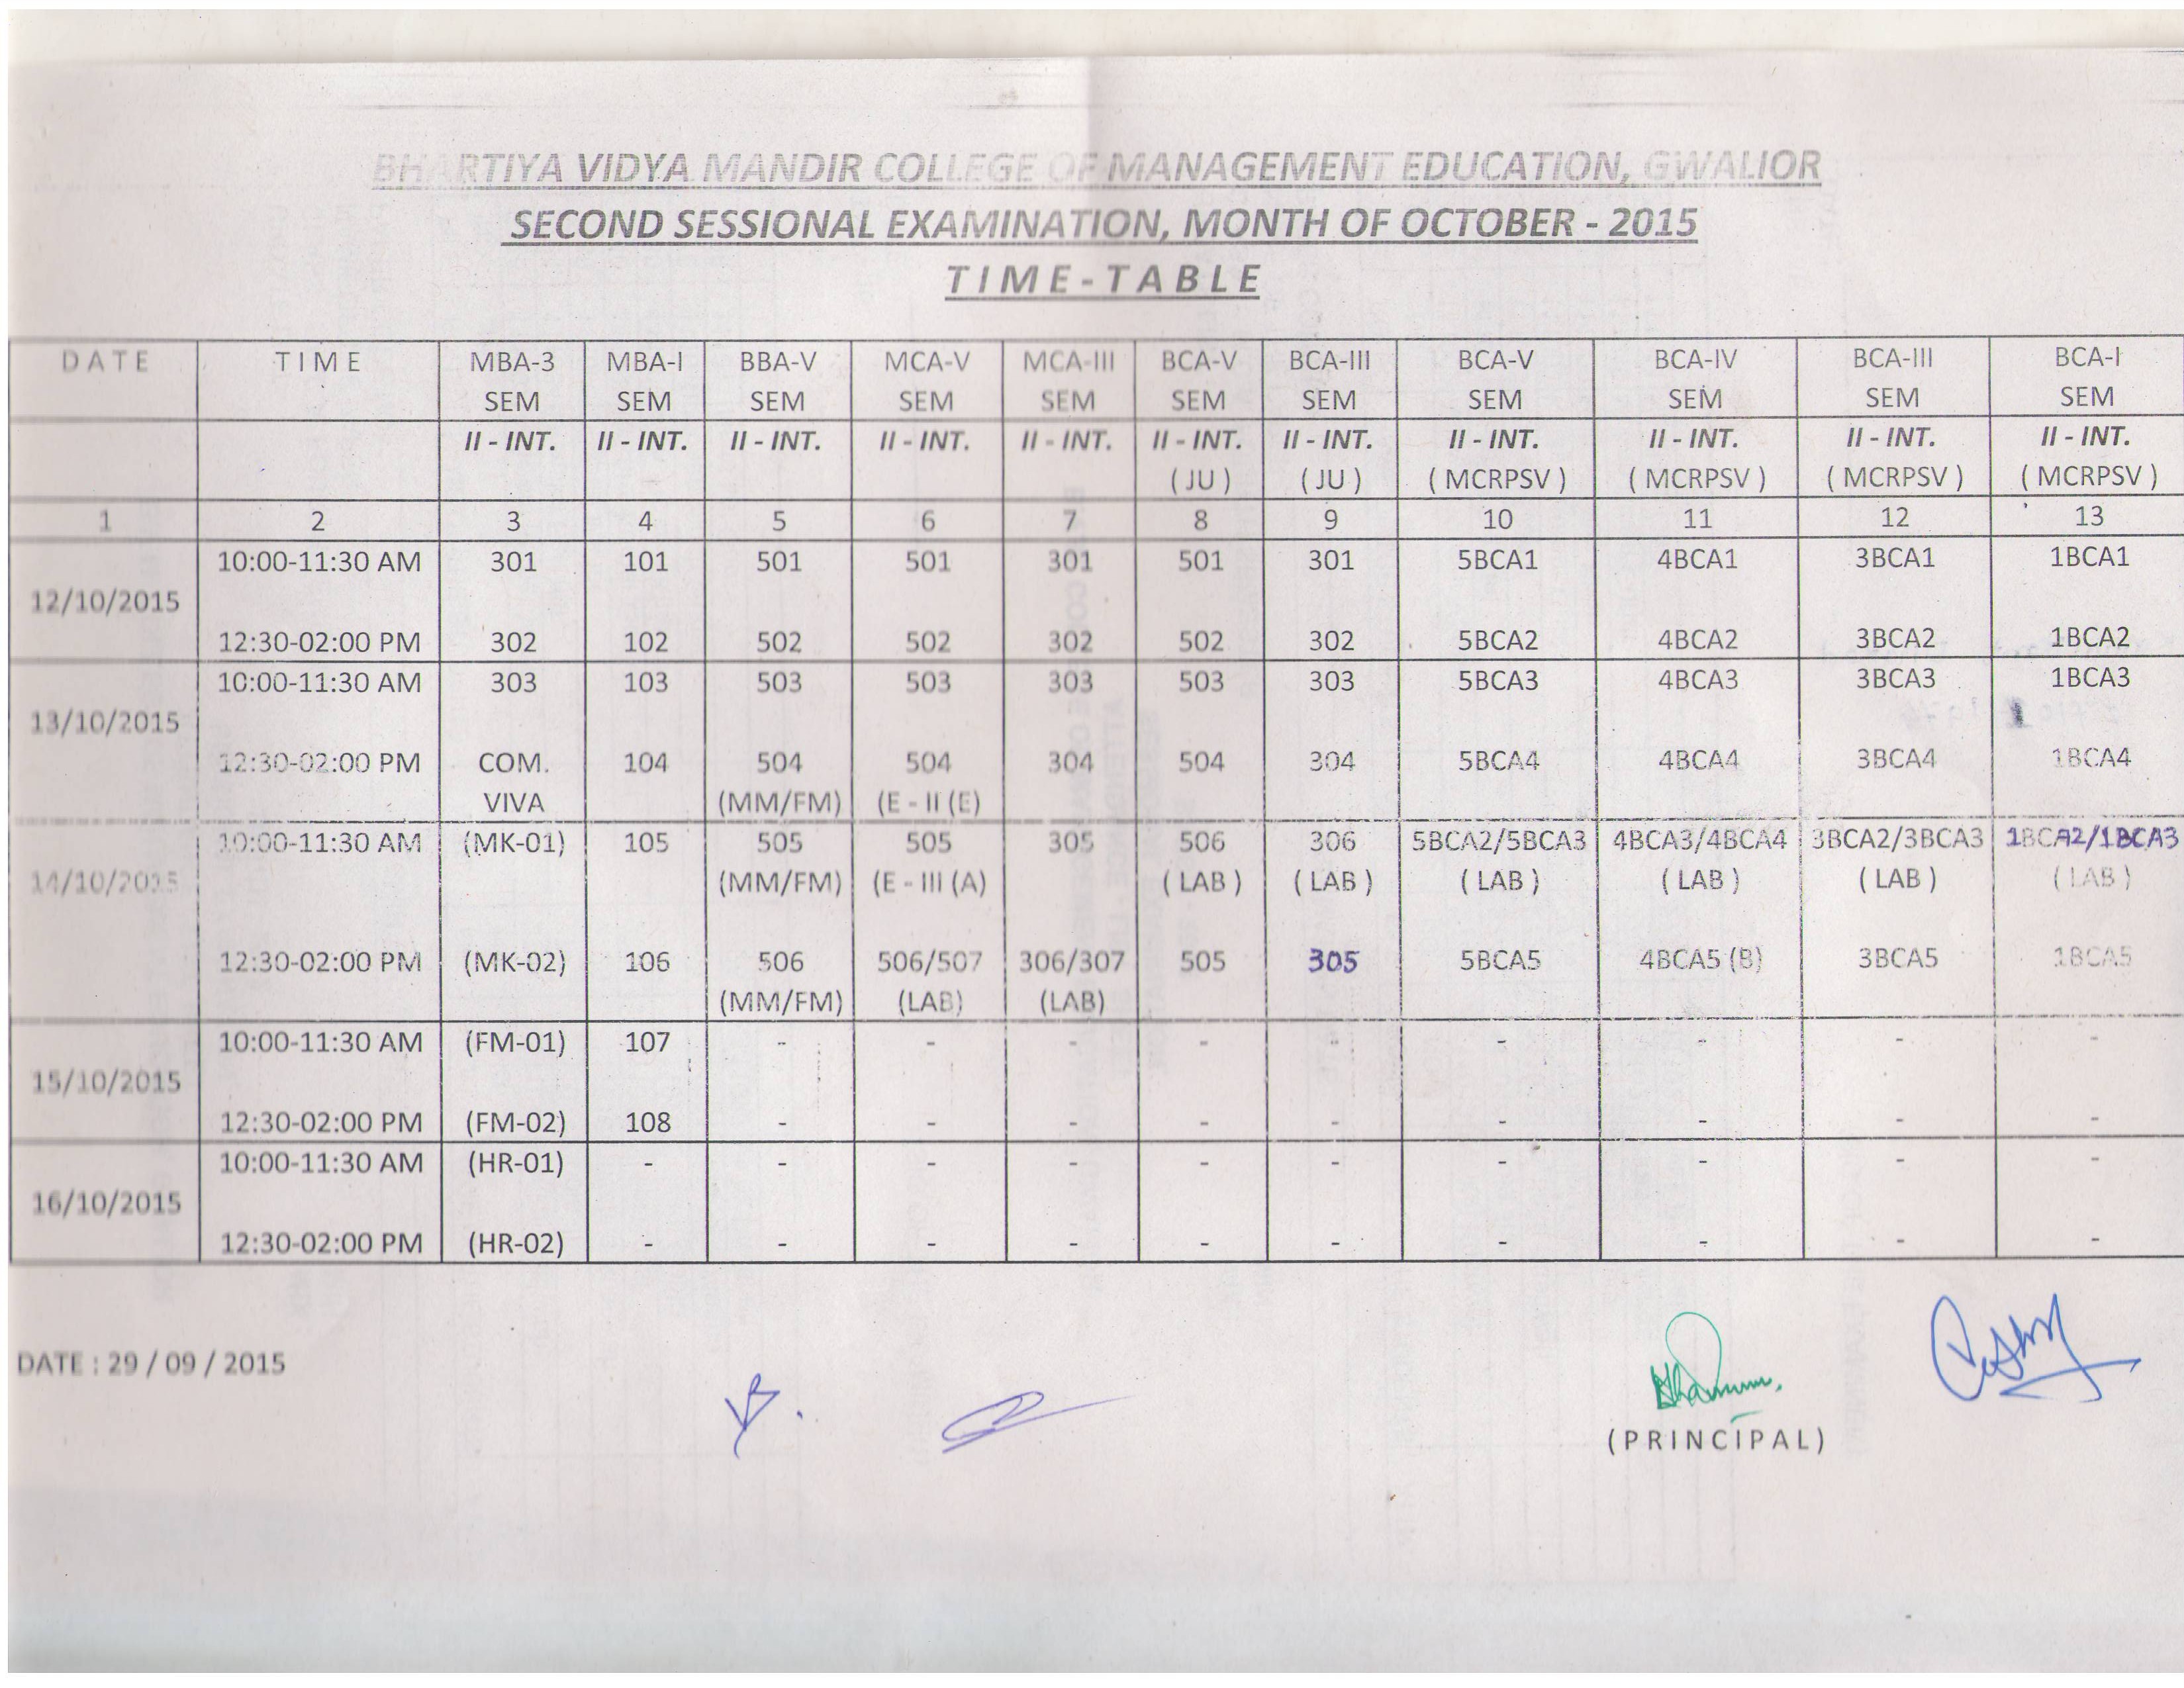 BHARTIYA VIDYA MANDIR COLLEGE OF MANAGEMENT EDUCATION, GWALIOR
SECOND SESSIONAL EXAMINATION, MONTH OF OCTOBER - 2015
TIME-TABLE
DATE TIME MBA-3 MBA-I BBA-V MCA-V MCA-III BCA-V BCA-III BCA-V BCA-IV BCA-III BCA-I
SEM SEM SEM SEM SEM SEM SEM SEM SEM SEM SEM
II - INT. II - INT. II - INT. II - INT. II - INT. II - INT. II - INT. II - INT. II - INT. II - INT. II - INT.
( JU ) ( JU ) ( MCRPSV ) ( MCRPSV ) ( MCRPSV ) ( MCRPSV )
1 2 3 4 5 6 7 8 9 10 11 12 13
10:00-11:30 AM 301 101 501 501 301 501 301 5BCA1 4BCA1 3BCA1 1BCA1
12/10/2015
12:30-02:00 PM 302 102 502 502 302 502 302 5BCA2 4BCA2 3BCA2 1BCA2
10:00-11:30 AM 303 103 503 503 303 503 303 5BCA3 4BCA3 3BCA3 1BCA3
13/10/2015
12:30-02:00 PM COM. 104 504 504 304 504 304 5BCA4 4BCA4 3BCA4 1BCA4
VIVA (MM/FM) (E - II (E)
10:00-11:30 AM (MK-01) 105 505 505 305 506 306 5BCA2/5BCA3 4BCA3/4BCA4 3BCA2/3BCA3 1BCA2/1BCA3
14/10/2015 (MM/FM) (E - III (A) ( LAB ) ( LAB ) ( LAB ) ( LAB ) ( LAB ) ( LAB )
12:30-02:00 PM (MK-02) 106 506 506/507 306/307 505 305 5BCA5 4BCA5 (B) 3BCA5 1BCA5
(MM/FM) (LAB) (LAB)
10:00-11:30 AM (FM-01) 107 - - - - - - - - -
15/10/2015
12:30-02:00 PM (FM-02) 108 - - - - - - - - -
10:00-11:30 AM (HR-01) - - - - - - - - - -
16/10/2015
12:30-02:00 PM (HR-02) - - - - - - - - - -
DATE : 29 / 09 / 2015
(PRINCIPAL)